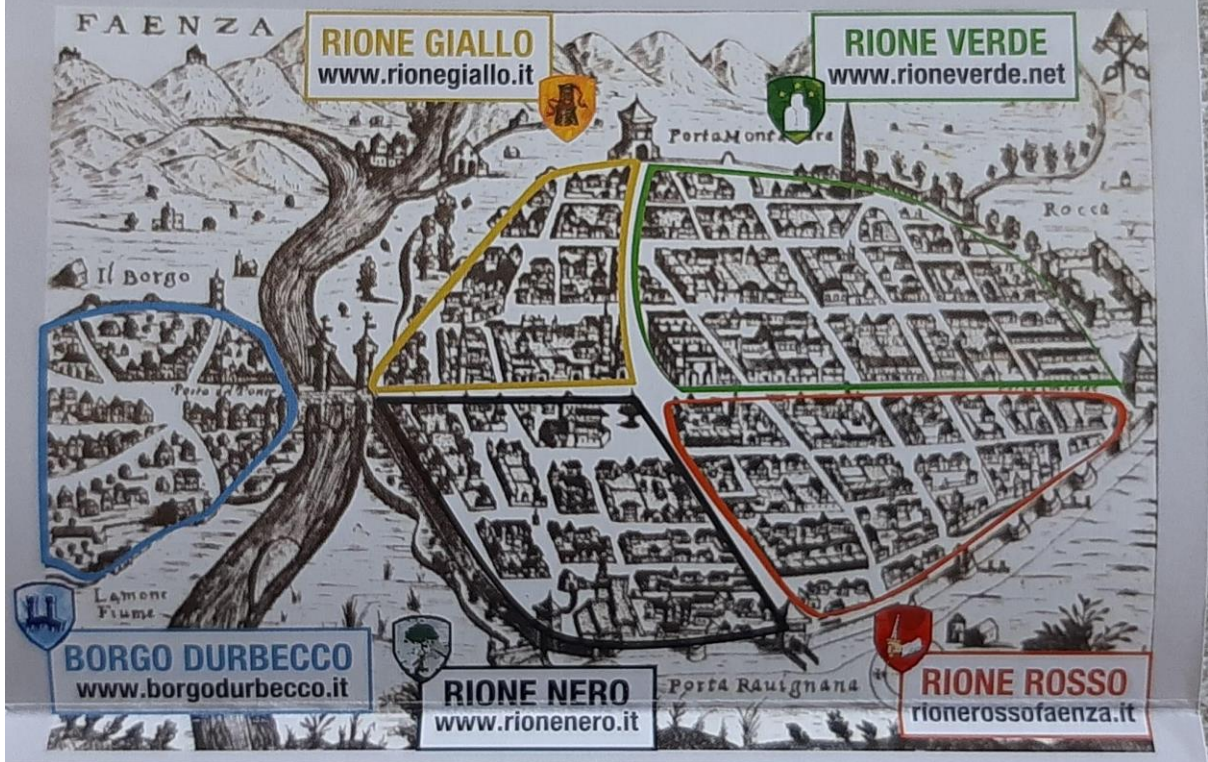 FAENZA
RIONE GIALLO
www.rionegiallo.it
RIONE VERDE
www.rioneverde.net
Porta
Rocca
Il Borgo
Lamone
Fiume
BORGO DURBECCO
www.borgodurbecco.it
RIONE NERO
www.rionenero.it
Porta Rauignana
RIONE ROSSO
rionerossofaenza.it